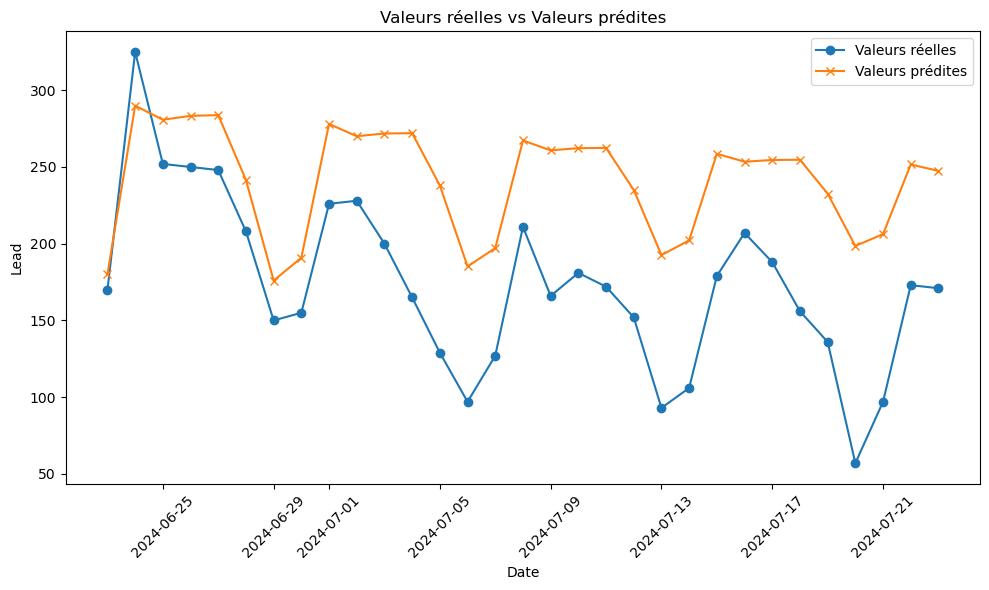 Valeurs réelles vs Valeurs prédites
Valeurs réelles
Valeurs prédites
Lead
300
250
200
150
100
50
2024-06-25
2024-06-29
2024-07-01
2024-07-05
2024-07-09
2024-07-13
2024-07-17
2024-07-21
Date